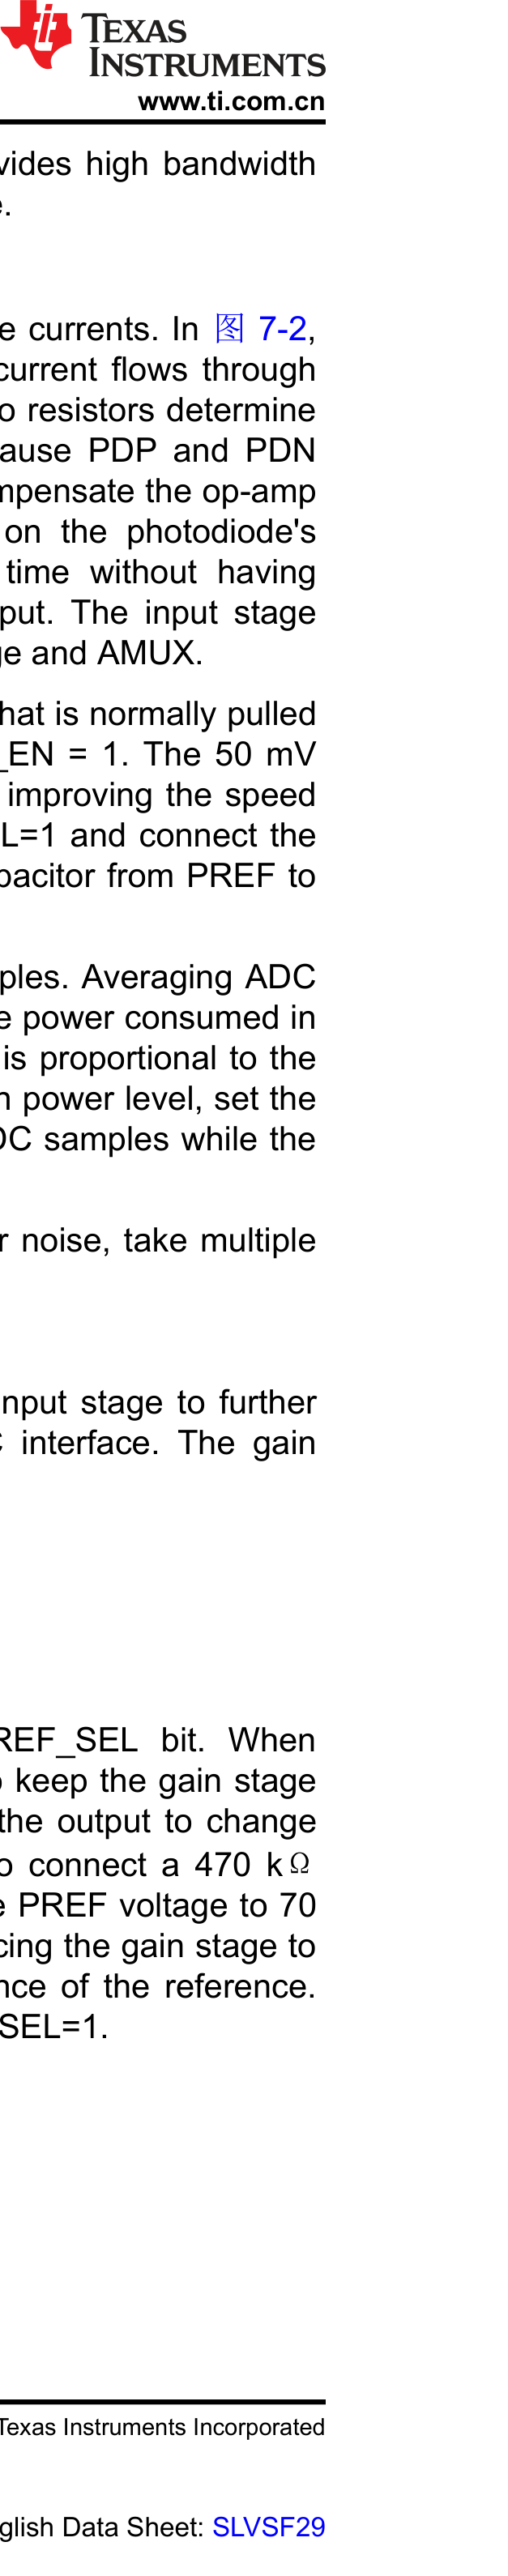 TEXAS
INSTRUMENTS
www.ti.com.cn
vides high bandwidth
e.
e currents. In 图 7-2,
current flows through
o resistors determine
ause PDP and PDN
mpensate the op-amp
on the photodiode's
time without having
put. The input stage
ge and AMUX.
hat is normally pulled
_EN = 1. The 50 mV
improving the speed
L=1 and connect the
pacitor from PREF to
ples. Averaging ADC
e power consumed in
is proportional to the
n power level, set the
DC samples while the
r noise, take multiple
nput stage to further
C interface. The gain
REF_SEL bit. When
o keep the gain stage
the output to change
o connect a 470 kΩ
e PREF voltage to 70
cing the gain stage to
nce of the reference.
SEL=1.
Texas Instruments Incorporated
glish Data Sheet: SLVSF29